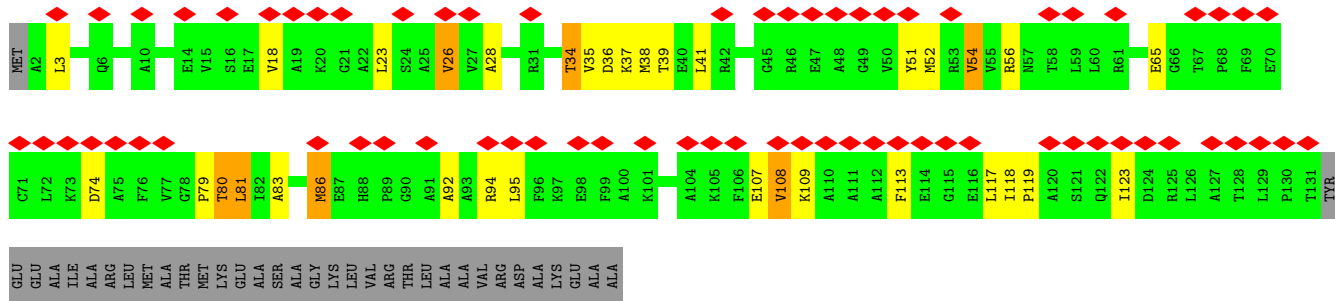 MET A2 L3 Q6 A10 E14 V15 S16 E17 V18 A19 K20 G21 A22 L23 S24 A25 V26 V27 A28 R31 T34 V35 D36 K37 M38 T39 E40 L41 R42 G45 R46 E47 A48 G49 V50 Y51 M52 R53 V54 V55 R56 N57 T58 L59 L60 R61 E65 G66 T67 P68 F69 E70
C71 L72 K73 D74 A75 F76 V77 G78 P79 T80 L81 I82 A83 M86 E87 H88 P89 G90 A91 A92 A93 R94 L95 F96 K97 E98 F99 A100 K101 A104 K105 F106 E107 V108 K109 A110 A111 A112 F113 E114 G115 E116 L117 I118 P119 A120 S121 Q122 I123 D124 R125 L126 A127 T128 L129 P130 T131 TYR
GLU GLU ALA ILE ALA ARG LEU MET ALA THR MET LYS GLU ALA SER ALA GLY LYS LEU VAL ARG THR LEU ALA ALA VAL ARG ASP ALA LYS GLU ALA ALA